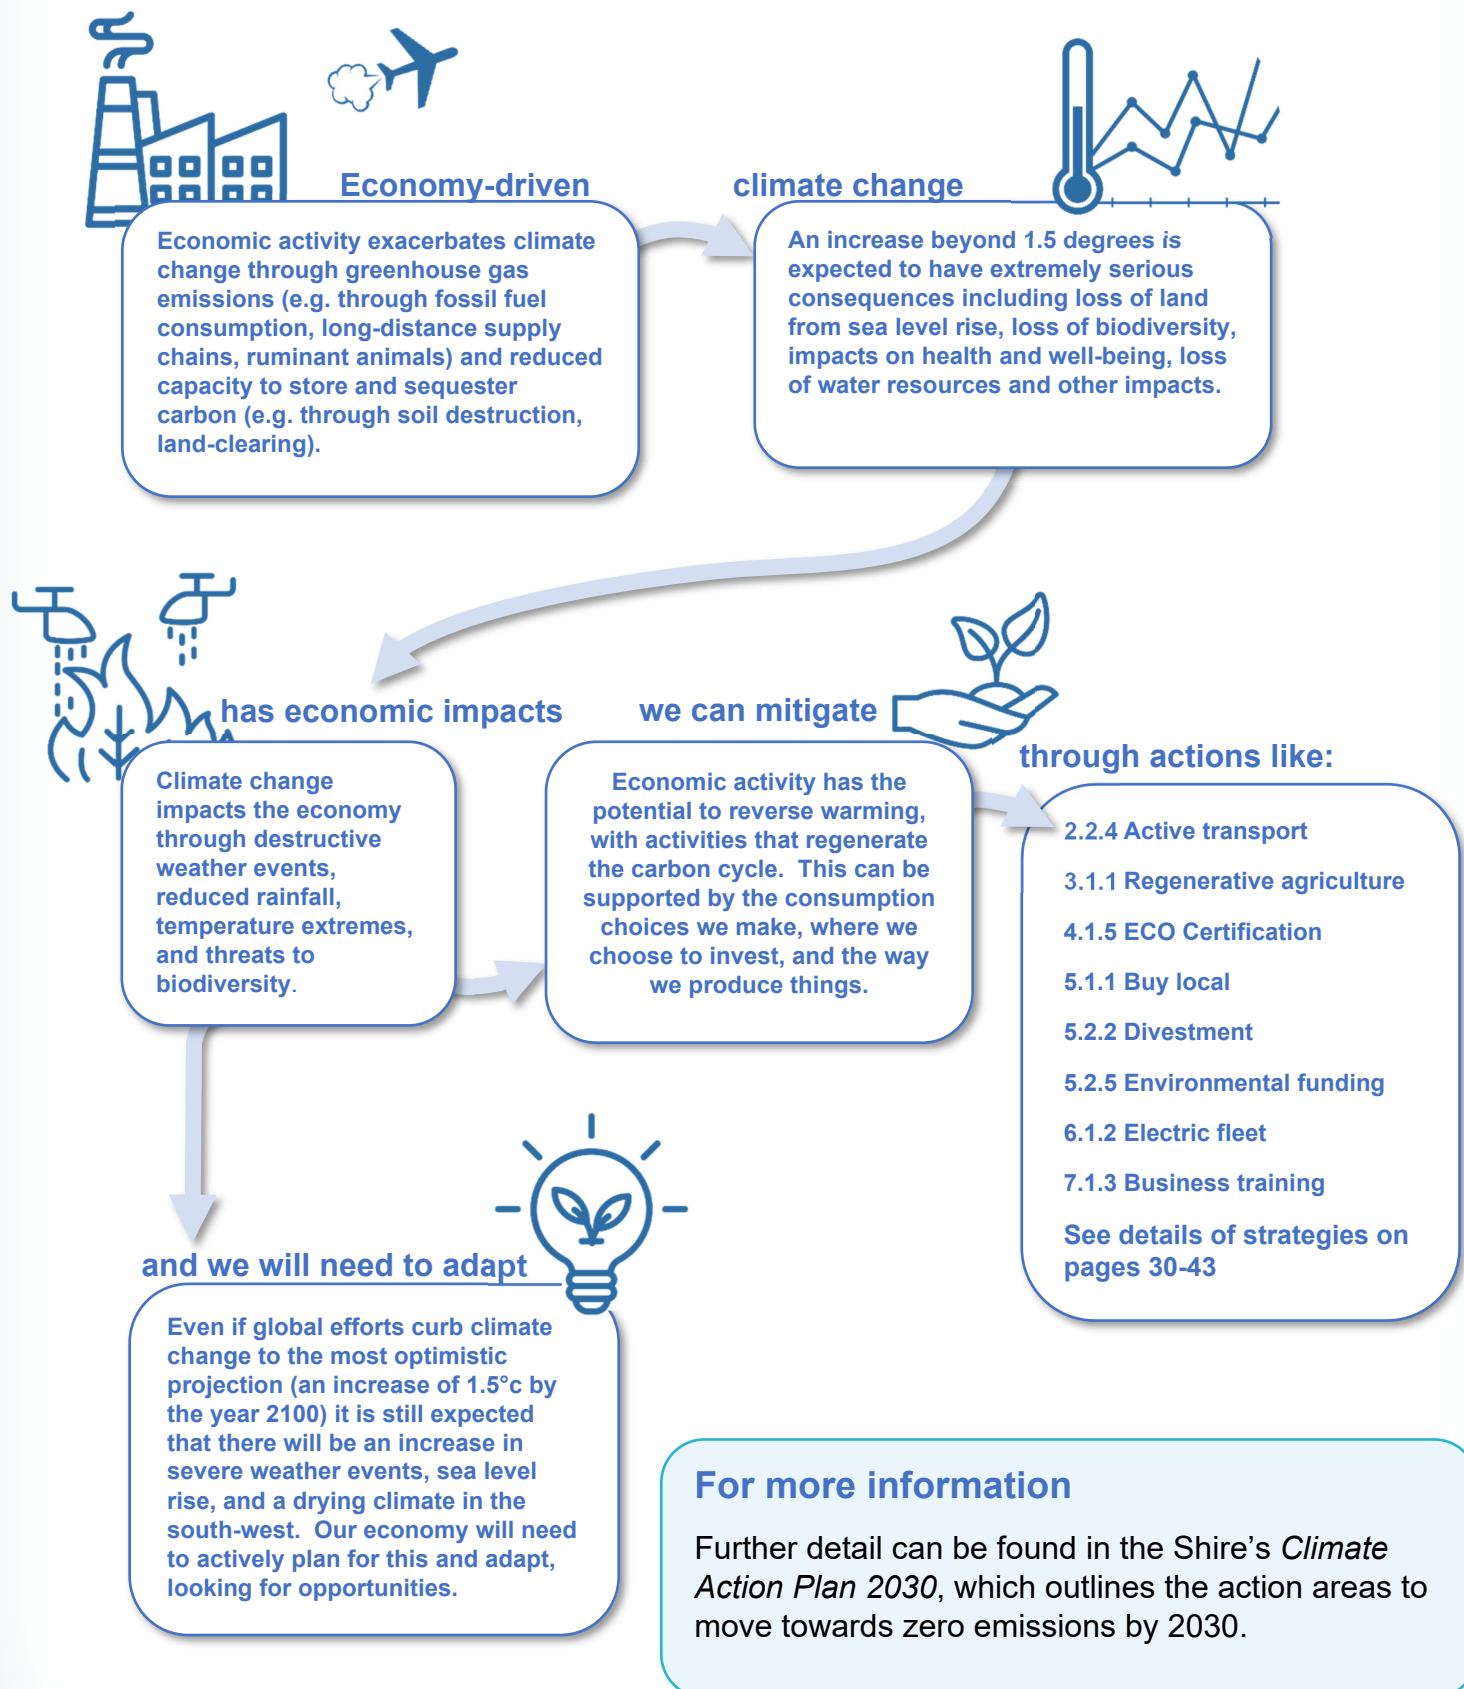 Economy-driven
Economic activity exacerbates climate
change through greenhouse gas
emissions (e.g. through fossil fuel
consumption, long-distance supply
chains, ruminant animals) and reduced
capacity to store and sequester
carbon (e.g. through soil destruction,
land-clearing).
climate change
An increase beyond 1.5 degrees is
expected to have extremely serious
consequences including loss of land
from sea level rise, loss of biodiversity,
impacts on health and well-being, loss
of water resources and other impacts.
has economic impacts
Climate change
impacts the economy
through destructive
weather events,
reduced rainfall,
temperature extremes,
and threats to
biodiversity.
we can mitigate
Economic activity has the
potential to reverse warming,
with activities that regenerate
the carbon cycle.  This can be
supported by the consumption
choices we make, where we
choose to invest, and the way
we produce things.
through actions like:
2.2.4 Active transport
3.1.1 Regenerative agriculture
4.1.5 ECO Certification
5.1.1 Buy local
5.2.2 Divestment
5.2.5 Environmental funding
6.1.2 Electric fleet
7.1.3 Business training
See details of strategies on
pages 30-43
and we will need to adapt
Even if global efforts curb climate
change to the most optimistic
projection (an increase of 1.5°c by
the year 2100) it is still expected
that there will be an increase in
severe weather events, sea level
rise, and a drying climate in the
south-west.  Our economy will need
to actively plan for this and adapt,
looking for opportunities.
For more information
Further detail can be found in the Shire’s Climate
Action Plan 2030, which outlines the action areas to
move towards zero emissions by 2030.